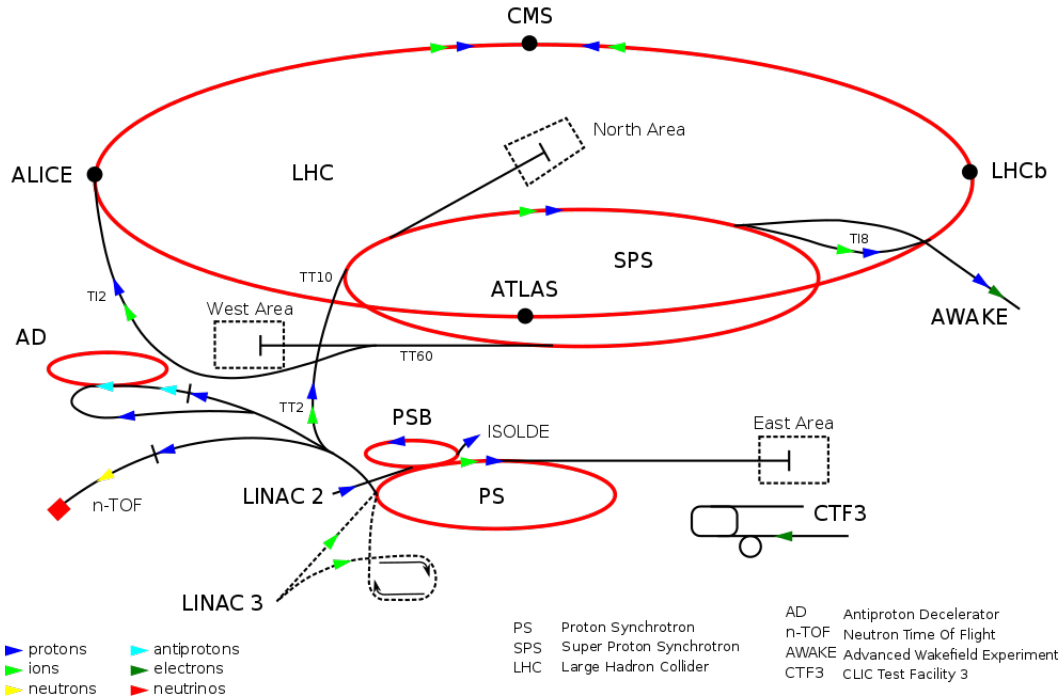 CMS
North Area
ALICE
LHC
LHCb
TI8
SPS
TT10
ATLAS
TI2
West Area
AWAKE
AD
TT60
TT2
PSB
ISOLDE
East Area
LINAC 2
PS
n-TOF
CTF3
LINAC 3
protons
ions
neutrons
antiprotons
electrons
neutrinos
PS Proton Synchrotron
SPS Super Proton Synchrotron
LHC Large Hadron Collider
AD Antiproton Decelerator
n-TOF Neutron Time Of Flight
AWAKE Advanced Wakefield Experiment
CTF3 CLIC Test Facility 3